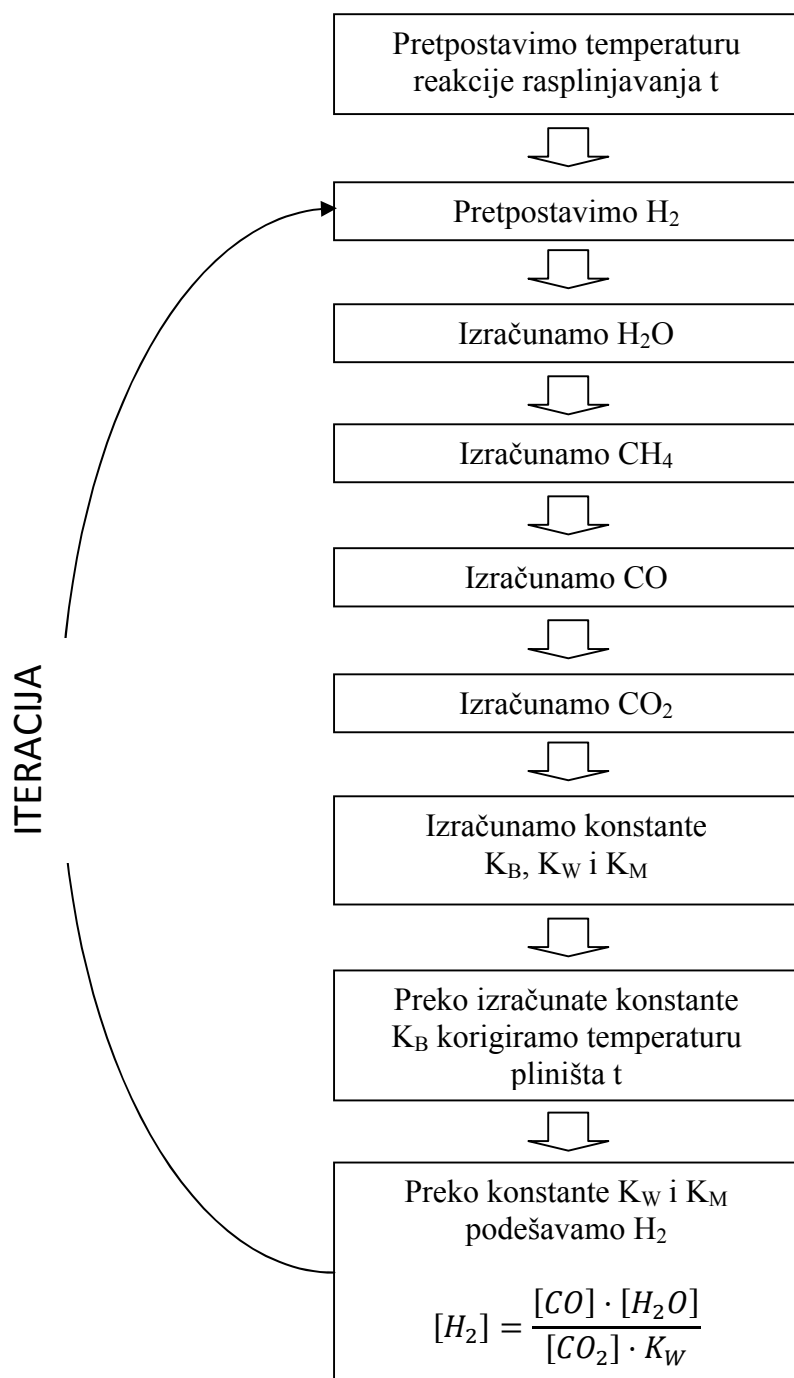 Pretpostavimo temperaturu
reakcije rasplinjavanja t
Pretpostavimo H₂
Izračunamo H₂O
Izračunamo CH₄
Izračunamo CO
Izračunamo CO₂
Izračunamo konstante
K_B, K_W i K_M
Preko izračunate konstante
K_B korigiramo temperaturu
pliništa t
Preko konstante K_W i K_M
podešavamo H₂
[H₂] = [CO] · [H₂O] / [CO₂] · K_W
ITERACIJA